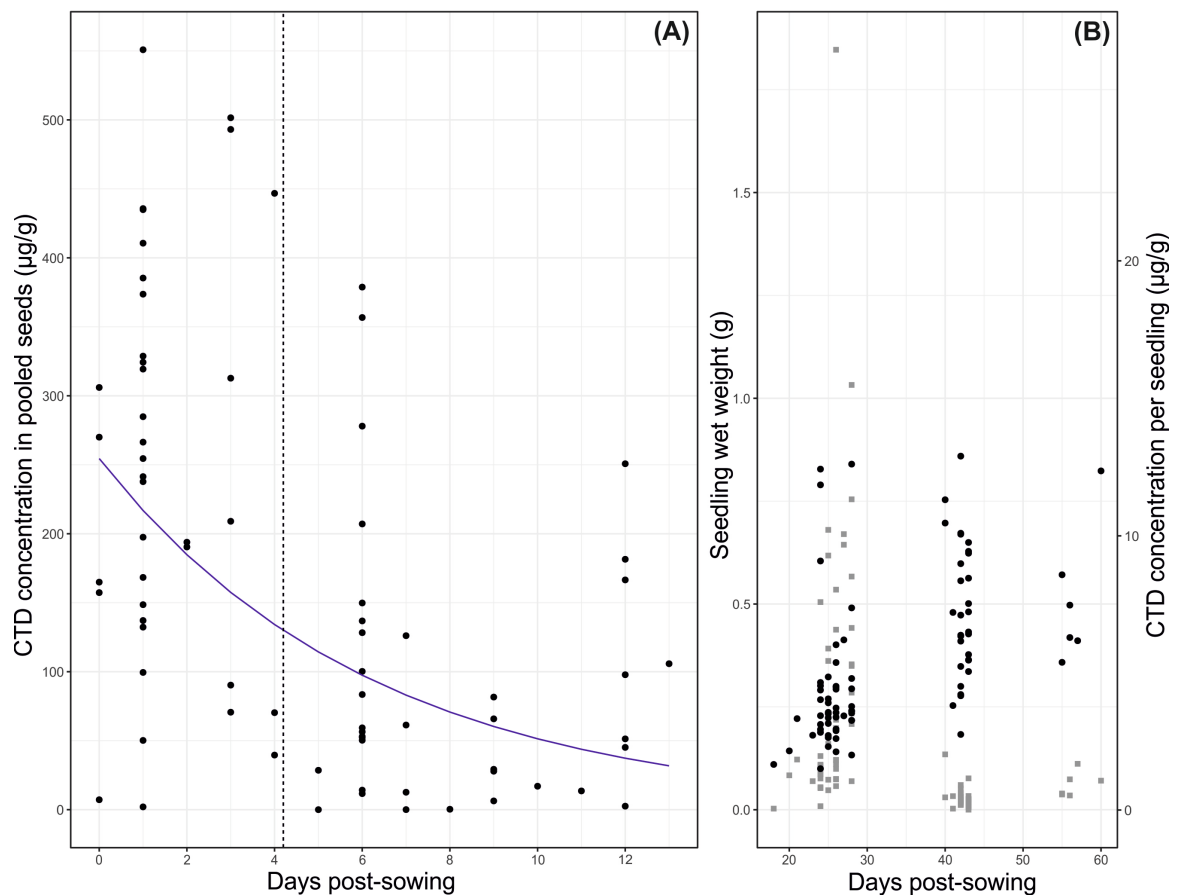 (A)
CTD concentration in pooled seeds (µg/g)
500
400
300
200
100
0
0 2 4 6 8 10 12
Days post-sowing
(B)
Seedling wet weight (g)
1.5
1.0
0.5
0.0
20 30 40 50 60
Days post-sowing
20
10
0
CTD concentration per seedling (µg/g)